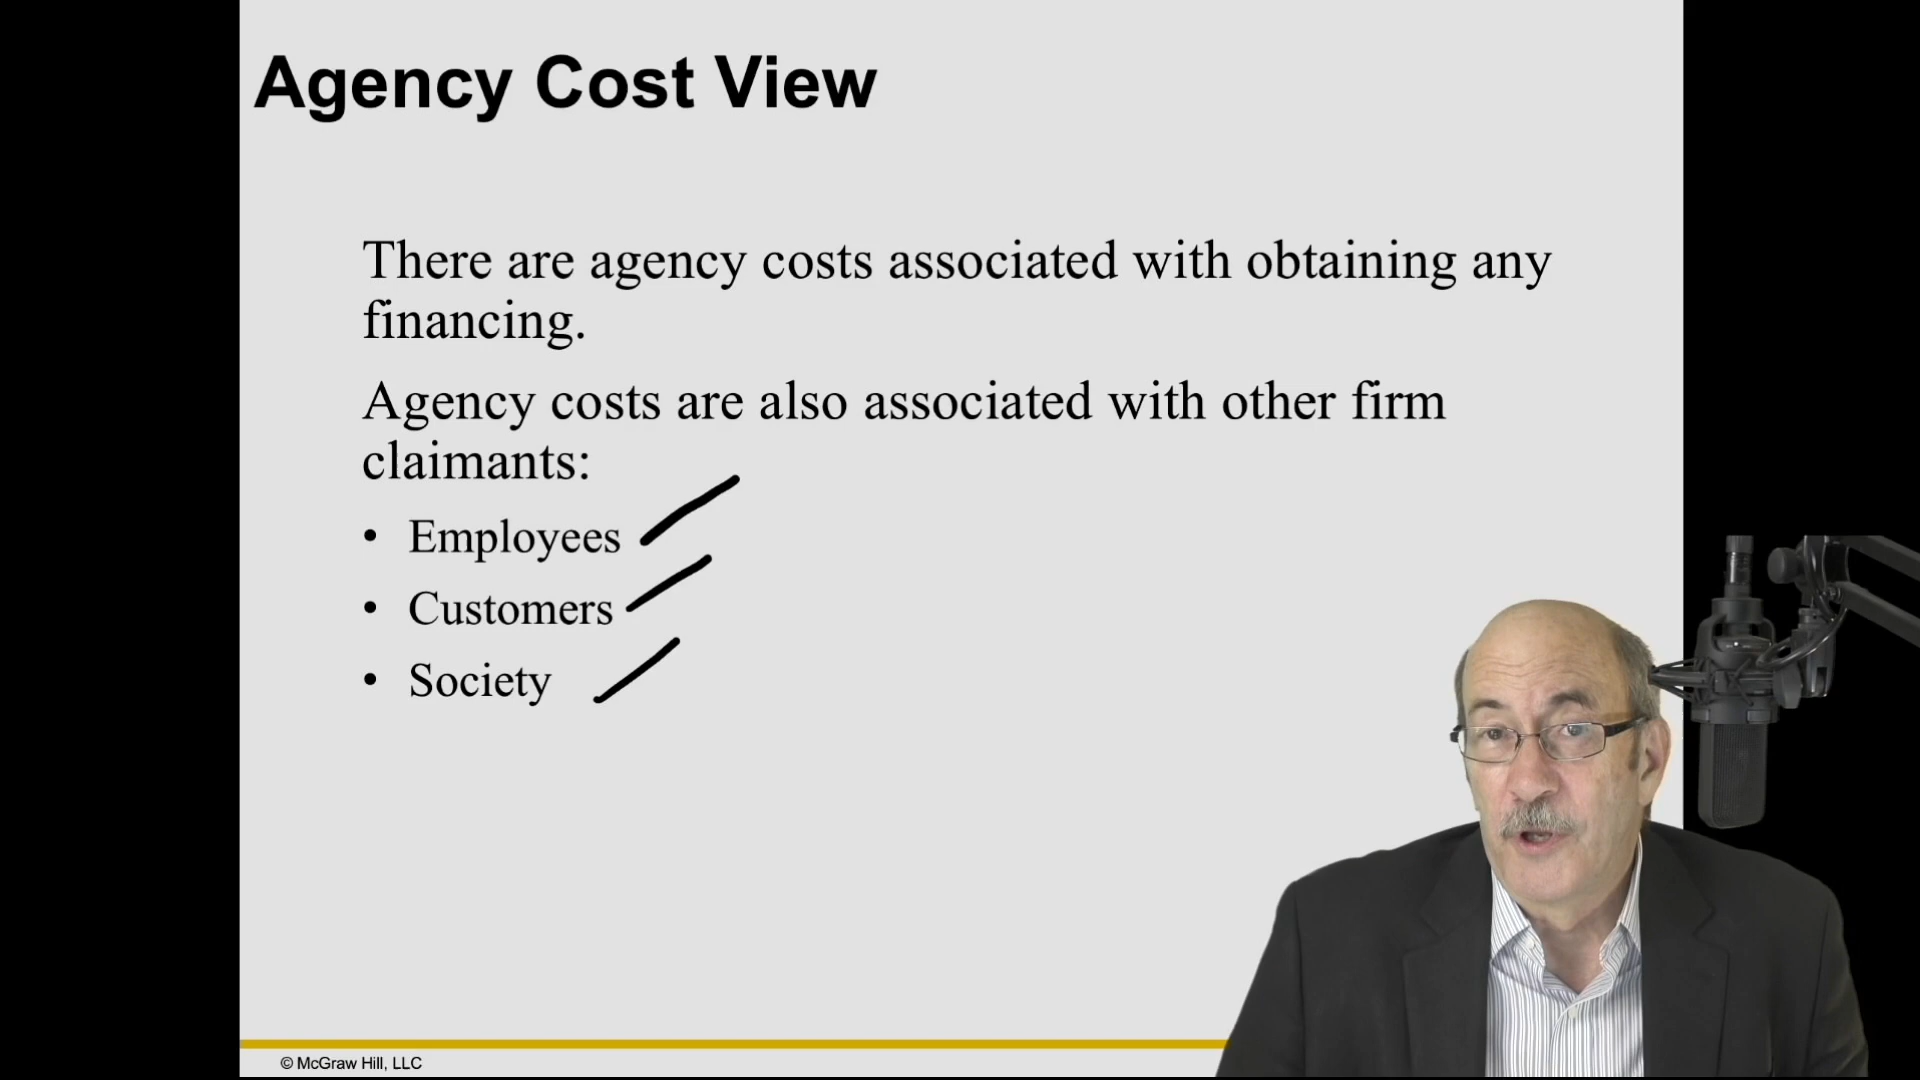 Agency Cost View
There are agency costs associated with obtaining any
financing.
Agency costs are also associated with other firm
claimants:
• Employees
• Customers
• Society
© McGraw Hill, LLC